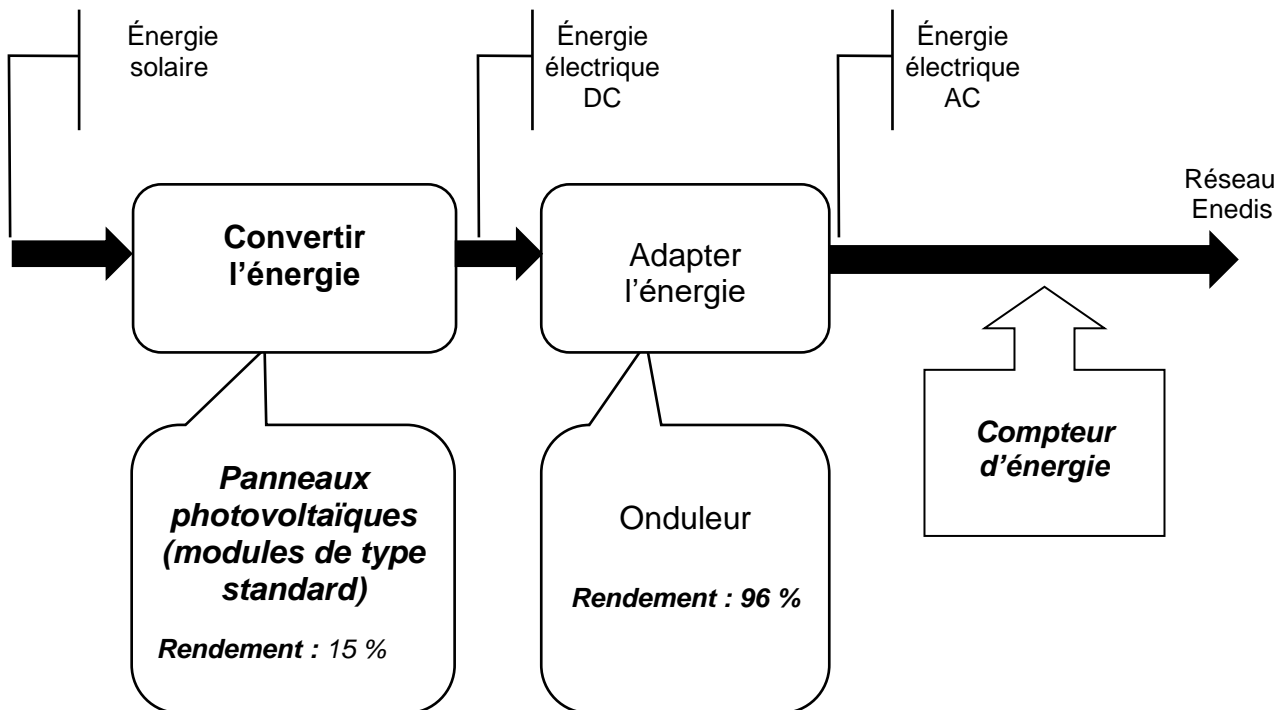 Énergie
solaire
Énergie
électrique
DC
Énergie
électrique
AC
Réseau
Enedis
Convertir
l’énergie
Adapter
l’énergie
Panneaux
photovoltaïques
(modules de type
standard)
Rendement : 15 %
Onduleur
Rendement : 96 %
Compteur
d’énergie